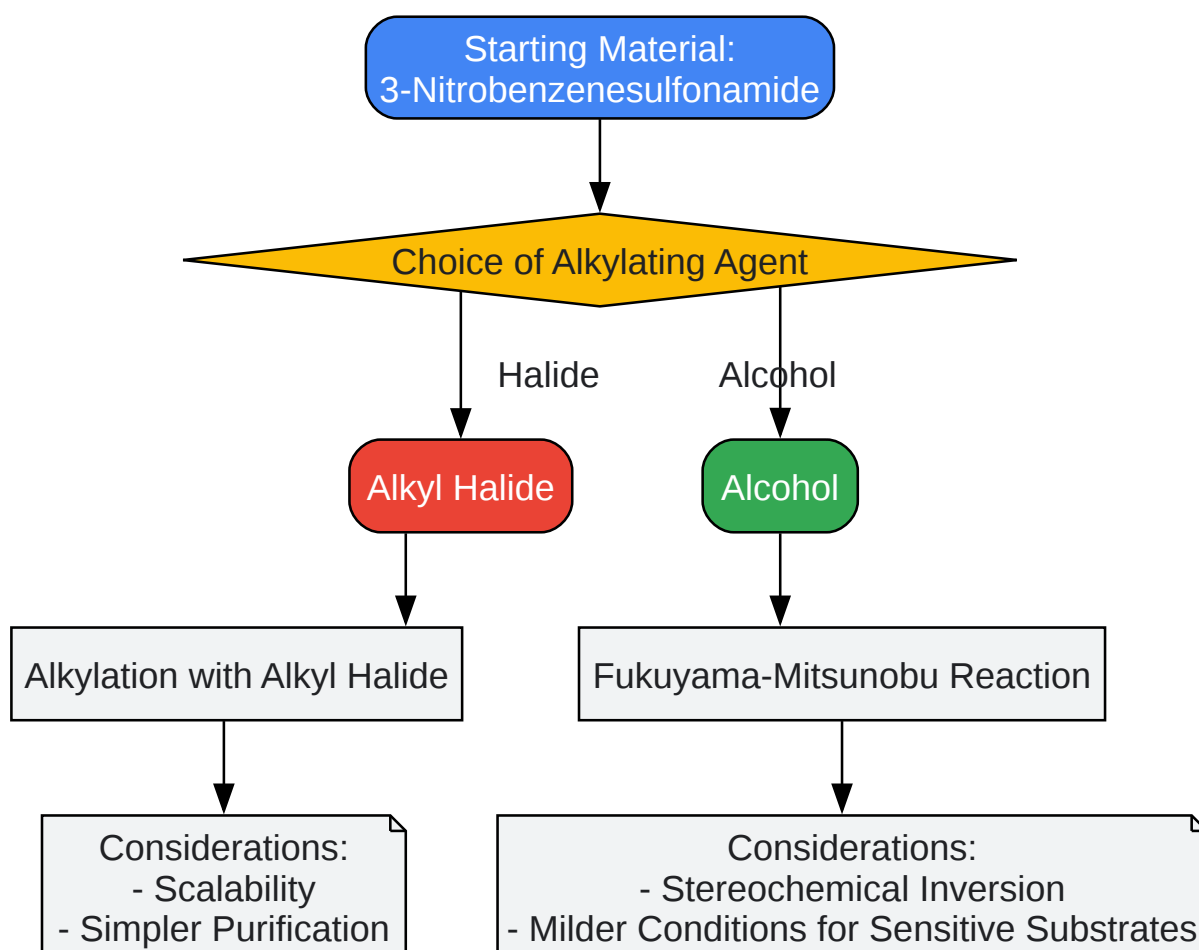 Starting Material:
3-Nitrobenzenesulfonamide
Choice of Alkylating Agent
Halide
Alcohol
Alkyl Halide
Alcohol
Alkylation with Alkyl Halide
Fukuyama-Mitsunobu Reaction
Considerations:
- Scalability
- Simpler Purification
Considerations:
- Stereochemical Inversion
- Milder Conditions for Sensitive Substrates